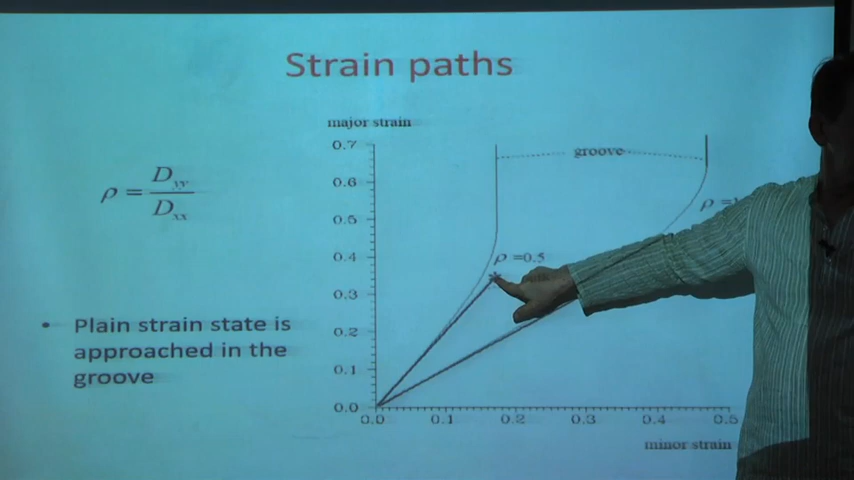 Strain paths
ρ = D_yy / D_xx
• Plain strain state is
approached in the
groove
major strain
0.7
0.6
0.5
0.4
0.3
0.2
0.1
0.0
groove
ρ =
ρ =0.5
0.0 0.1 0.2 0.3 0.4 0.5
minor strain